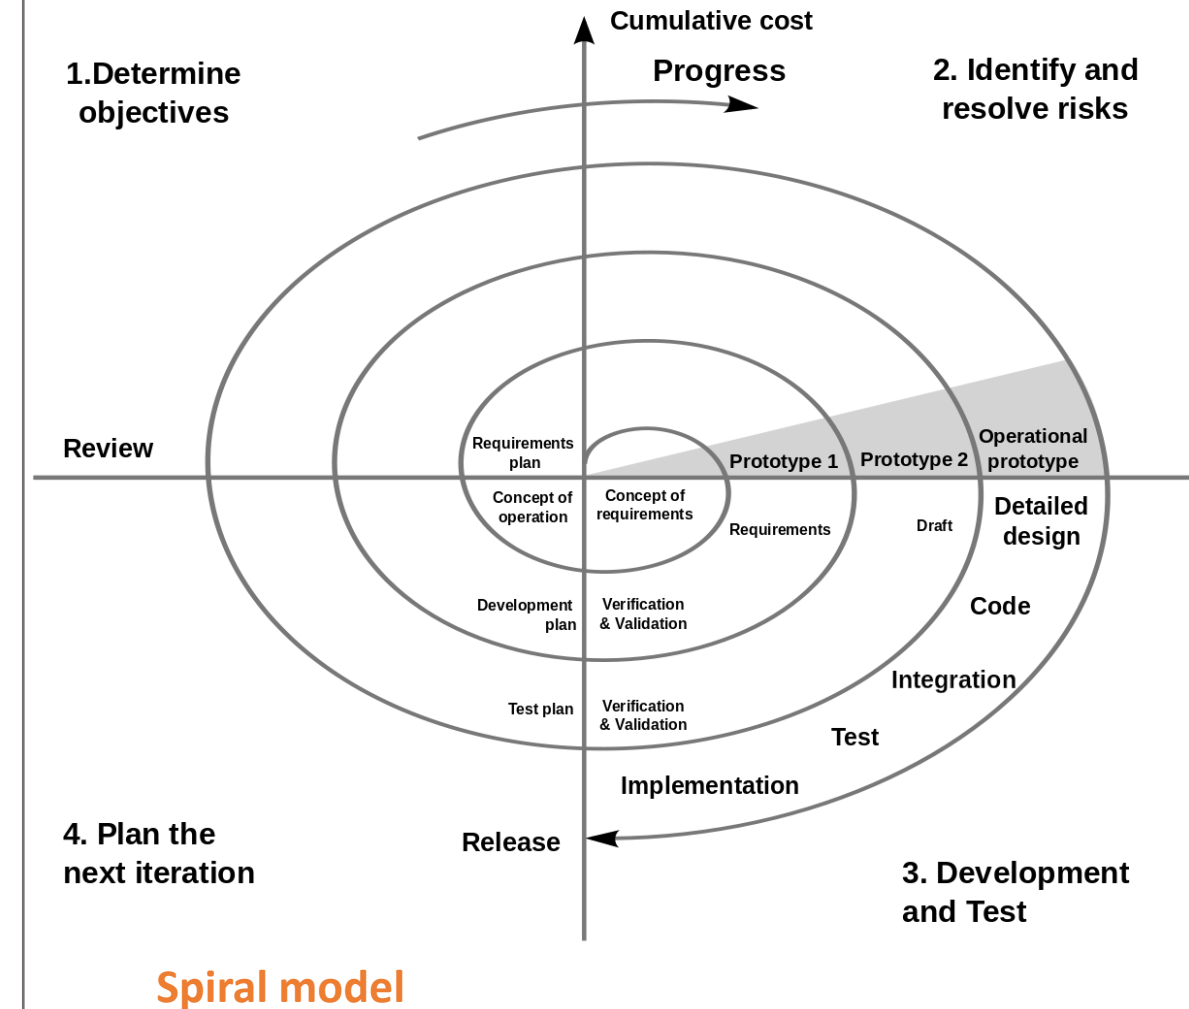 Cumulative cost
Progress
1.Determine
objectives
2. Identify and
resolve risks
Review
Requirements
plan
Prototype 1
Prototype 2
Operational
prototype
Concept of
operation
Concept of
requirements
Requirements
Draft
Detailed
design
Development
plan
Verification
& Validation
Code
Integration
Test plan
Verification
& Validation
Test
Implementation
Release
4. Plan the
next iteration
3. Development
and Test
Spiral model